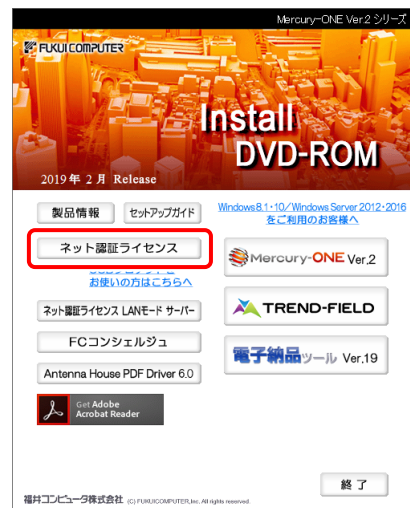 Mercury-ONE Ver.2 シリーズ
FUKUI COMPUTER
Install
DVD-ROM
2019年 2月 Release
製品情報
セットアップガイド
Windows8.1・10／Windows Server 2012・2016
をご利用のお客様へ
ネット認証ライセンス
お使いの方はこちらへ
Mercury-ONE Ver.2
ネット認証ライセンス LANモード サーバー
TREND-FIELD
FCコンシェルジュ
電子納品ツール Ver.19
Antenna House PDF Driver 6.0
Get Adobe
Acrobat Reader
終了
福井コンピュータ株式会社 (C) FUKUICOMPUTER,Inc. All rights reserved.